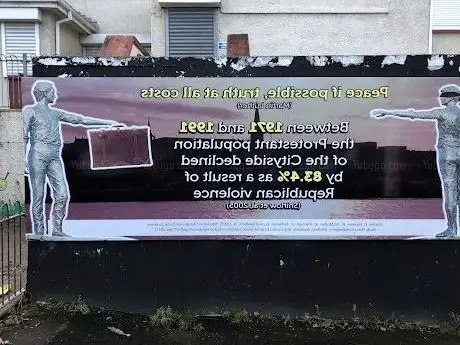 Peace if possible, truth at all costs
(Martin Luther)
Between 1971 and 1991
the Protestant population
of the Cityside declined
by 83.4% as a result of
Republican violence
(Shirlow et al 2005)